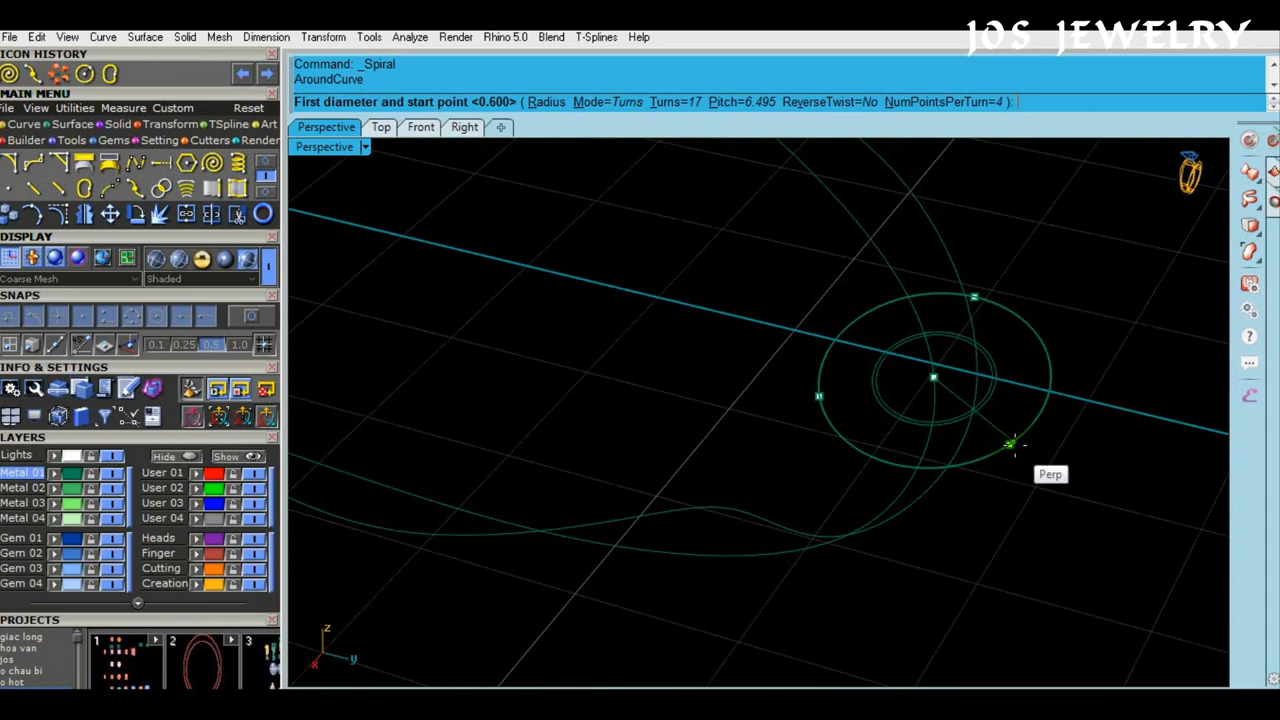 JOS JEWELRY
File Edit View Curve Surface Solid Mesh Dimension Transform Tools Analyze Render Rhino 5.0 Blend T-Splines Help
ICON HISTORY
MAIN MENU
File View Utilities Measure Custom Reset
Curve Surface Solid Transform TSpline Art
Builder Tools Gems Setting Cutters Render
DISPLAY
Coarse Mesh Shaded
SNAPS
0.1 0.25 0.5 1.0
INFO & SETTINGS
LAYERS
Lights Hide Show
Metal 01 User 01
Metal 02 User 02
Metal 03 User 03
Metal 04 User 04
Gem 01 Heads
Gem 02 Finger
Gem 03 Cutting
Gem 04 Creation
PROJECTS
giac long
hoa van
jos
o chau bi
o hot
1 2 3
Command: _Spiral
AroundCurve
First diameter and start point <0.600> ( Radius Mode=Turns Turns=17 Pitch=6.495 ReverseTwist=No NumPointsPerTurn=4 ):
Perspective Top Front Right
Perspective
Perp
z
x y